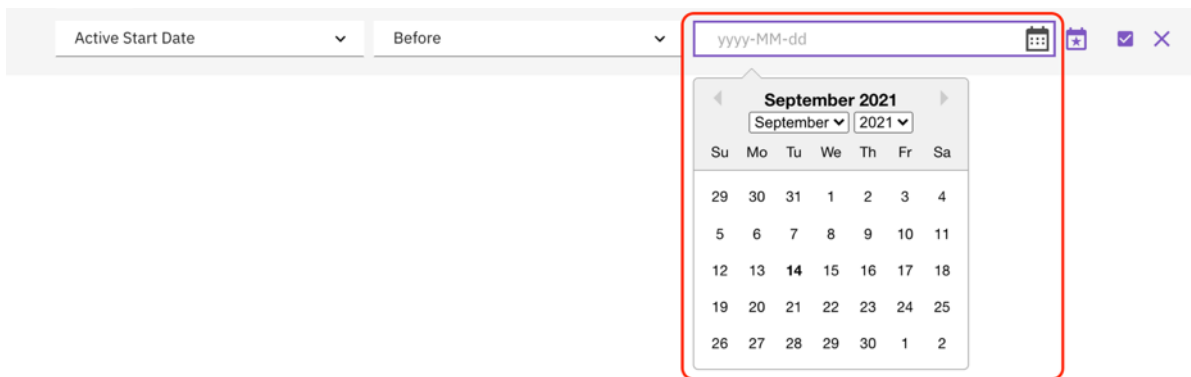 Active Start Date Before yyyy-MM-dd
September 2021
September 2021
Su Mo Tu We Th Fr Sa
29 30 31 1 2 3 4
5 6 7 8 9 10 11
12 13 14 15 16 17 18
19 20 21 22 23 24 25
26 27 28 29 30 1 2